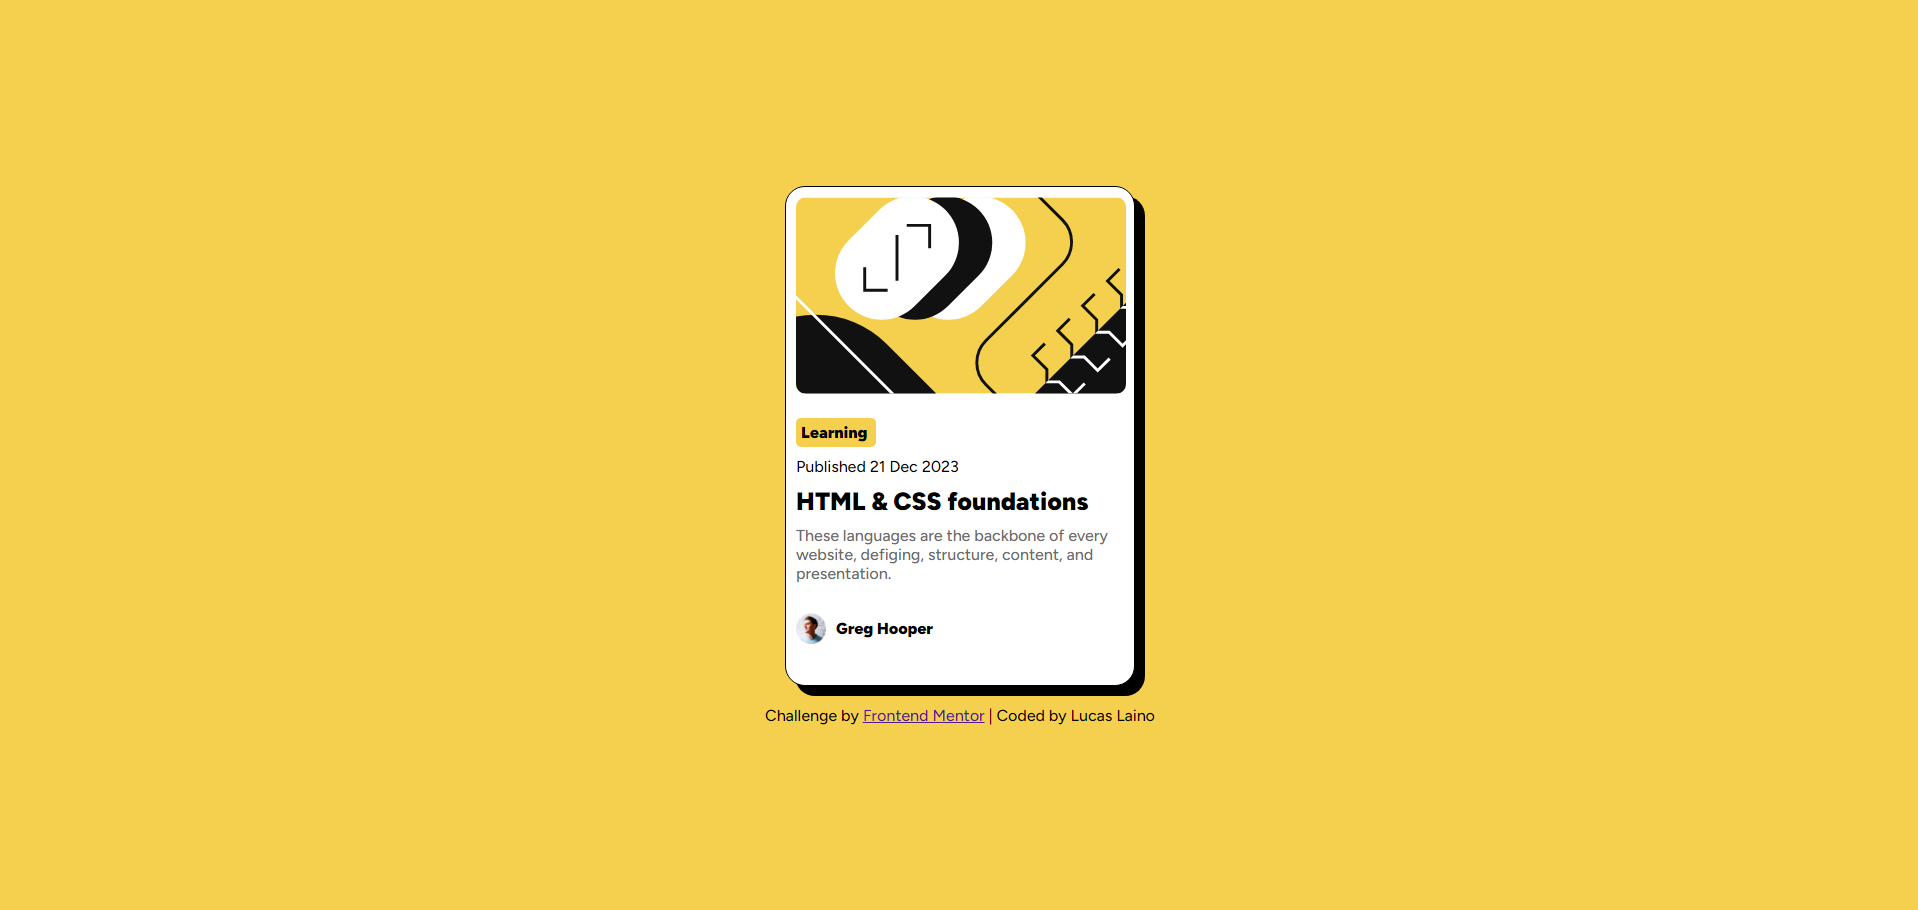 Learning
Published 21 Dec 2023
HTML & CSS foundations
These languages are the backbone of every
website, defiging, structure, content, and
presentation.
Greg Hooper
Challenge by Frontend Mentor | Coded by Lucas Laino